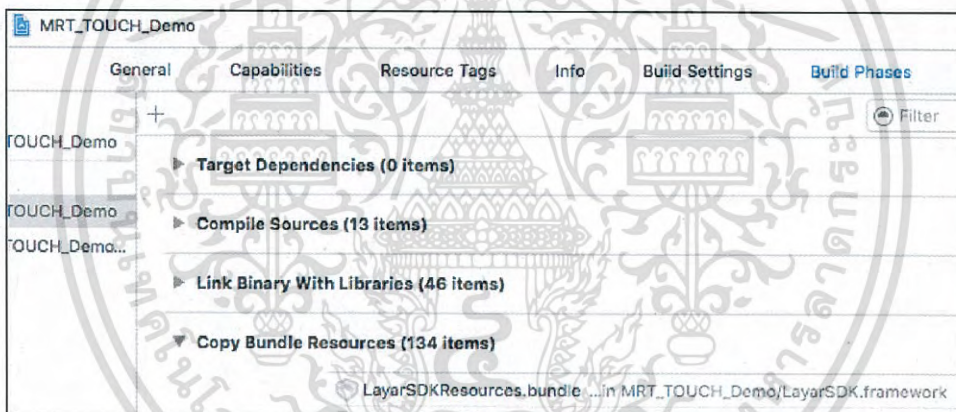 MRT_TOUCH_Demo
General Capabilities Resource Tags Info Build Settings Build Phases
+ Filter
TOUCH_Demo
Target Dependencies (0 items)
TOUCH_Demo
Compile Sources (13 items)
TOUCH_Demo...
Link Binary With Libraries (46 items)
Copy Bundle Resources (134 items)
LayarSDKResources.bundle ...in MRT_TOUCH_Demo/LayarSDK.framework